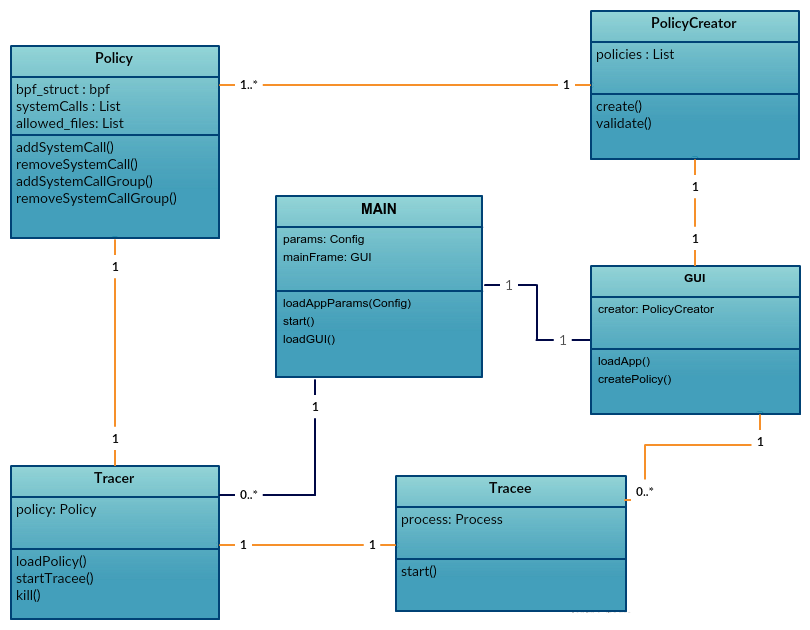 PolicyCreator
policies : List
create()
validate()
Policy
bpf_struct : bpf
systemCalls : List
allowed_files: List
addSystemCall()
removeSystemCall()
addSystemCallGroup()
removeSystemCallGroup()
1..*
1
1
1
MAIN
params: Config
mainFrame: GUI
loadAppParams(Config)
start()
loadGUI()
1
1
GUI
creator: PolicyCreator
loadApp()
createPolicy()
1
1
1
0..*
1
0..*
Tracer
policy: Policy
loadPolicy()
startTracee()
kill()
1
1
Tracee
process: Process
start()